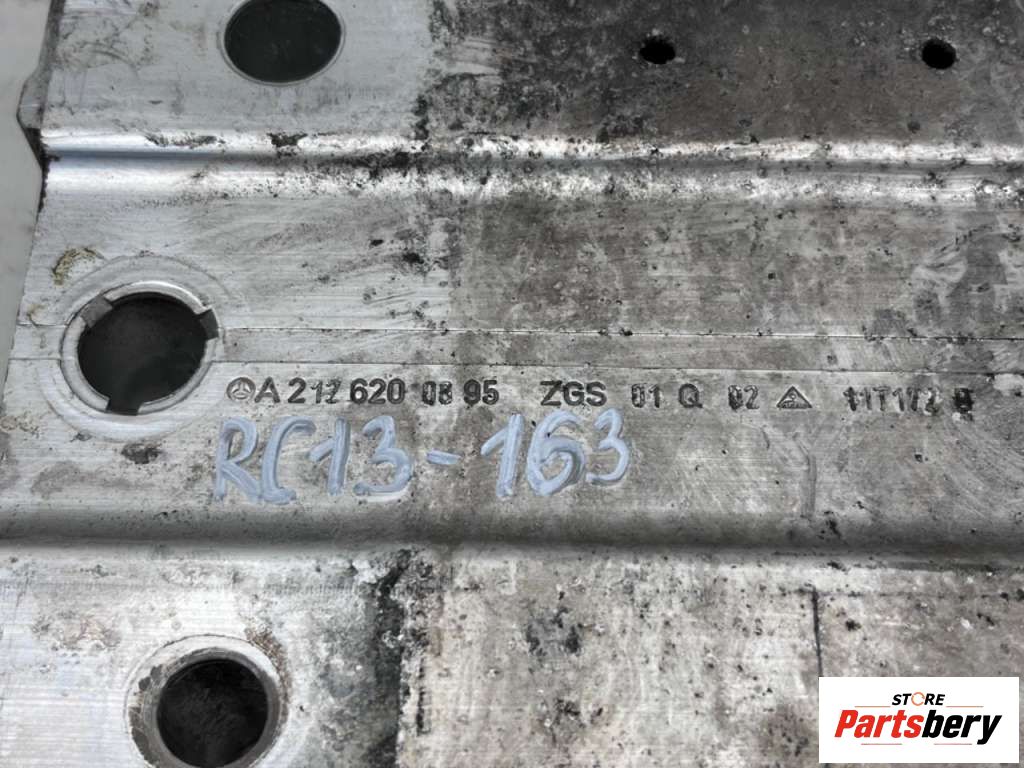 A 212 620 08 95 ZGS 01 Q 02
RC13-163
STORE
Partsbery